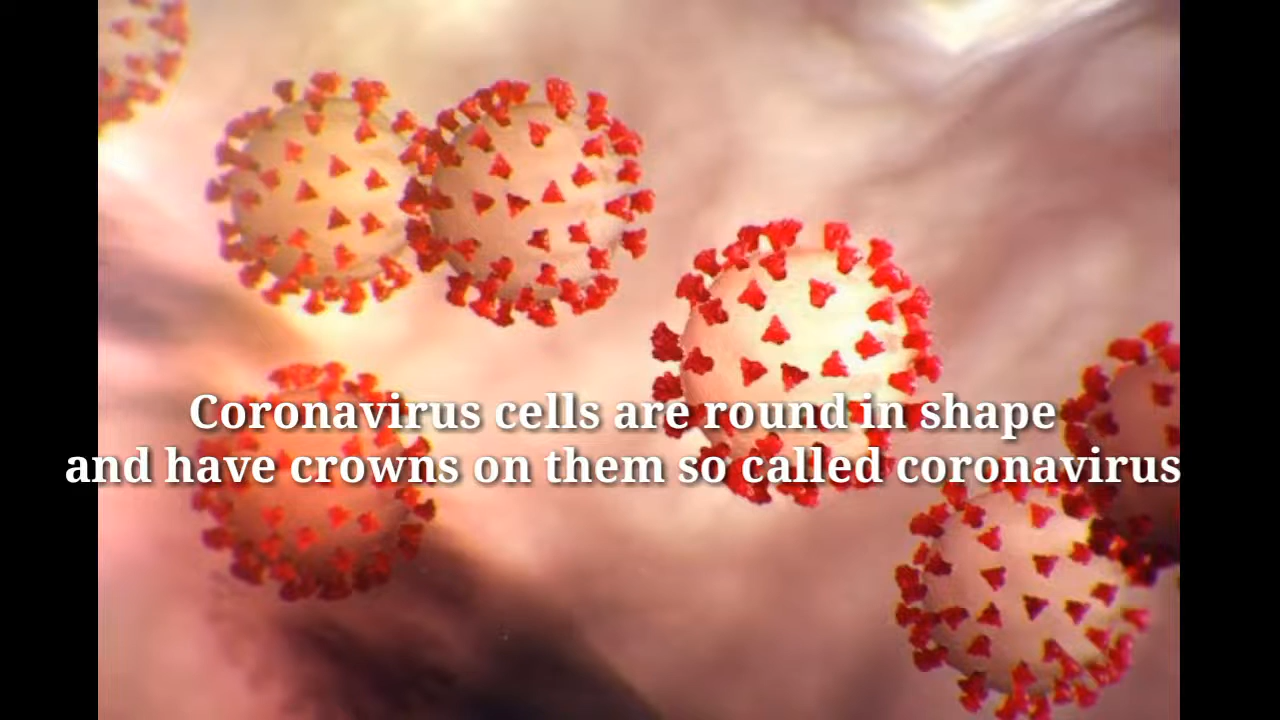 Coronavirus cells are round in shape
and have crowns on them so called coronavirus